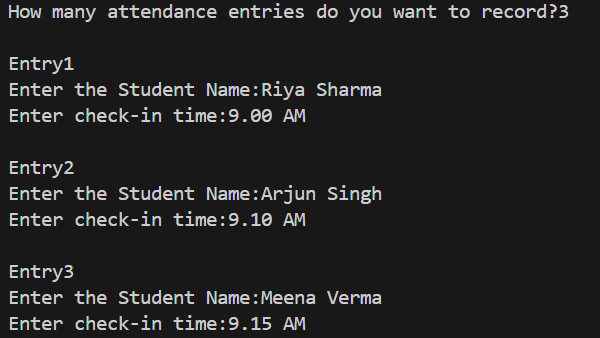 How many attendance entries do you want to record?3
Entry1
Enter the Student Name:Riya Sharma
Enter check-in time:9.00 AM
Entry2
Enter the Student Name:Arjun Singh
Enter check-in time:9.10 AM
Entry3
Enter the Student Name:Meena Verma
Enter check-in time:9.15 AM